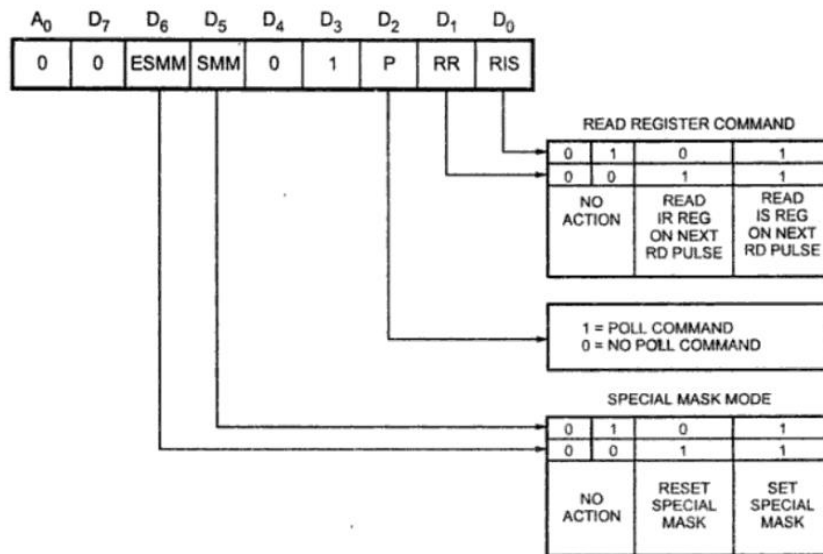 A0 D7 D6 D5 D4 D3 D2 D1 D0
0 0 ESMM SMM 0 1 P RR RIS
READ REGISTER COMMAND
0 1 0 1
0 0 1 1
NO ACTION
READ IR REG ON NEXT RD PULSE
READ IS REG ON NEXT RD PULSE
1 = POLL COMMAND
0 = NO POLL COMMAND
SPECIAL MASK MODE
0 1 0 1
0 0 1 1
NO ACTION
RESET SPECIAL MASK
SET SPECIAL MASK